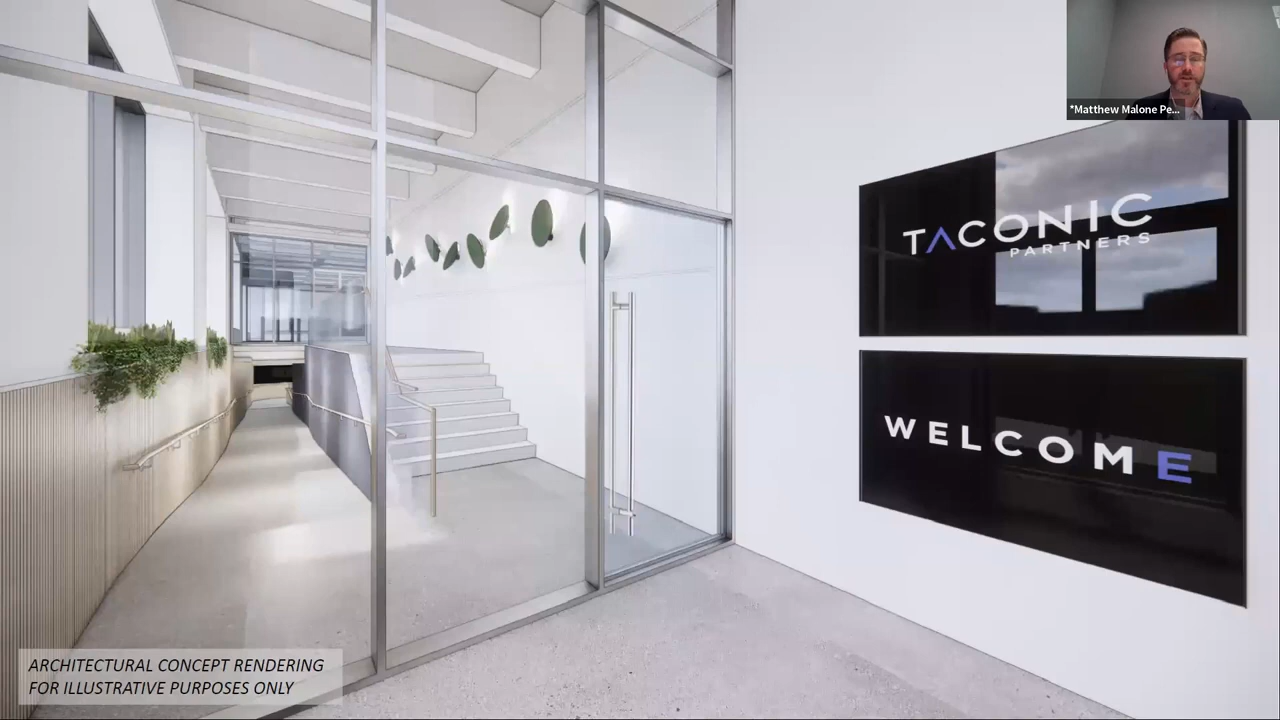 *Matthew Malone Pe...
TACONIC
PARTNERS
WELCOME
ARCHITECTURAL CONCEPT RENDERING
FOR ILLUSTRATIVE PURPOSES ONLY